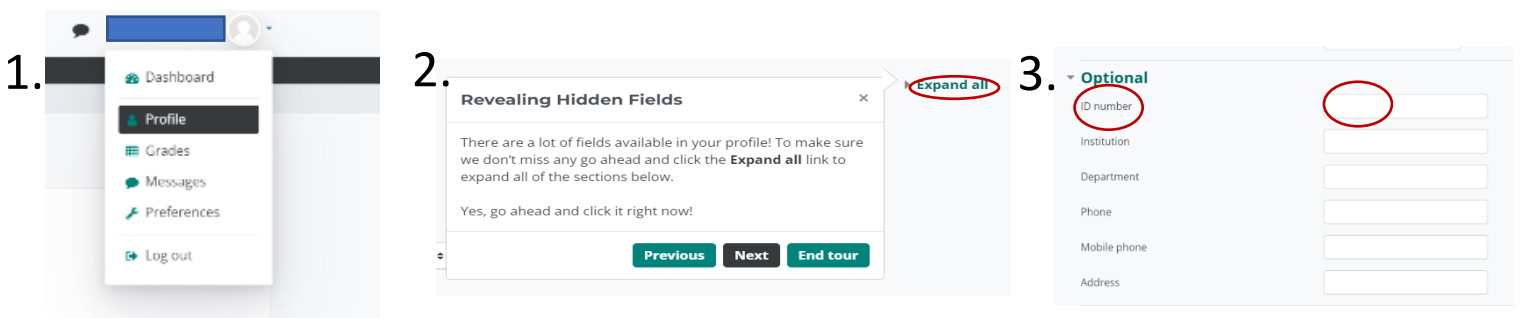 1.
Dashboard
Profile
Grades
Messages
Preferences
Log out
2.
Expand all
Revealing Hidden Fields ×
There are a lot of fields available in your profile! To make sure
we don't miss any go ahead and click the Expand all link to
expand all of the sections below.
Yes, go ahead and click it right now!
Previous Next End tour
3.
Optional
ID number
Institution
Department
Phone
Mobile phone
Address